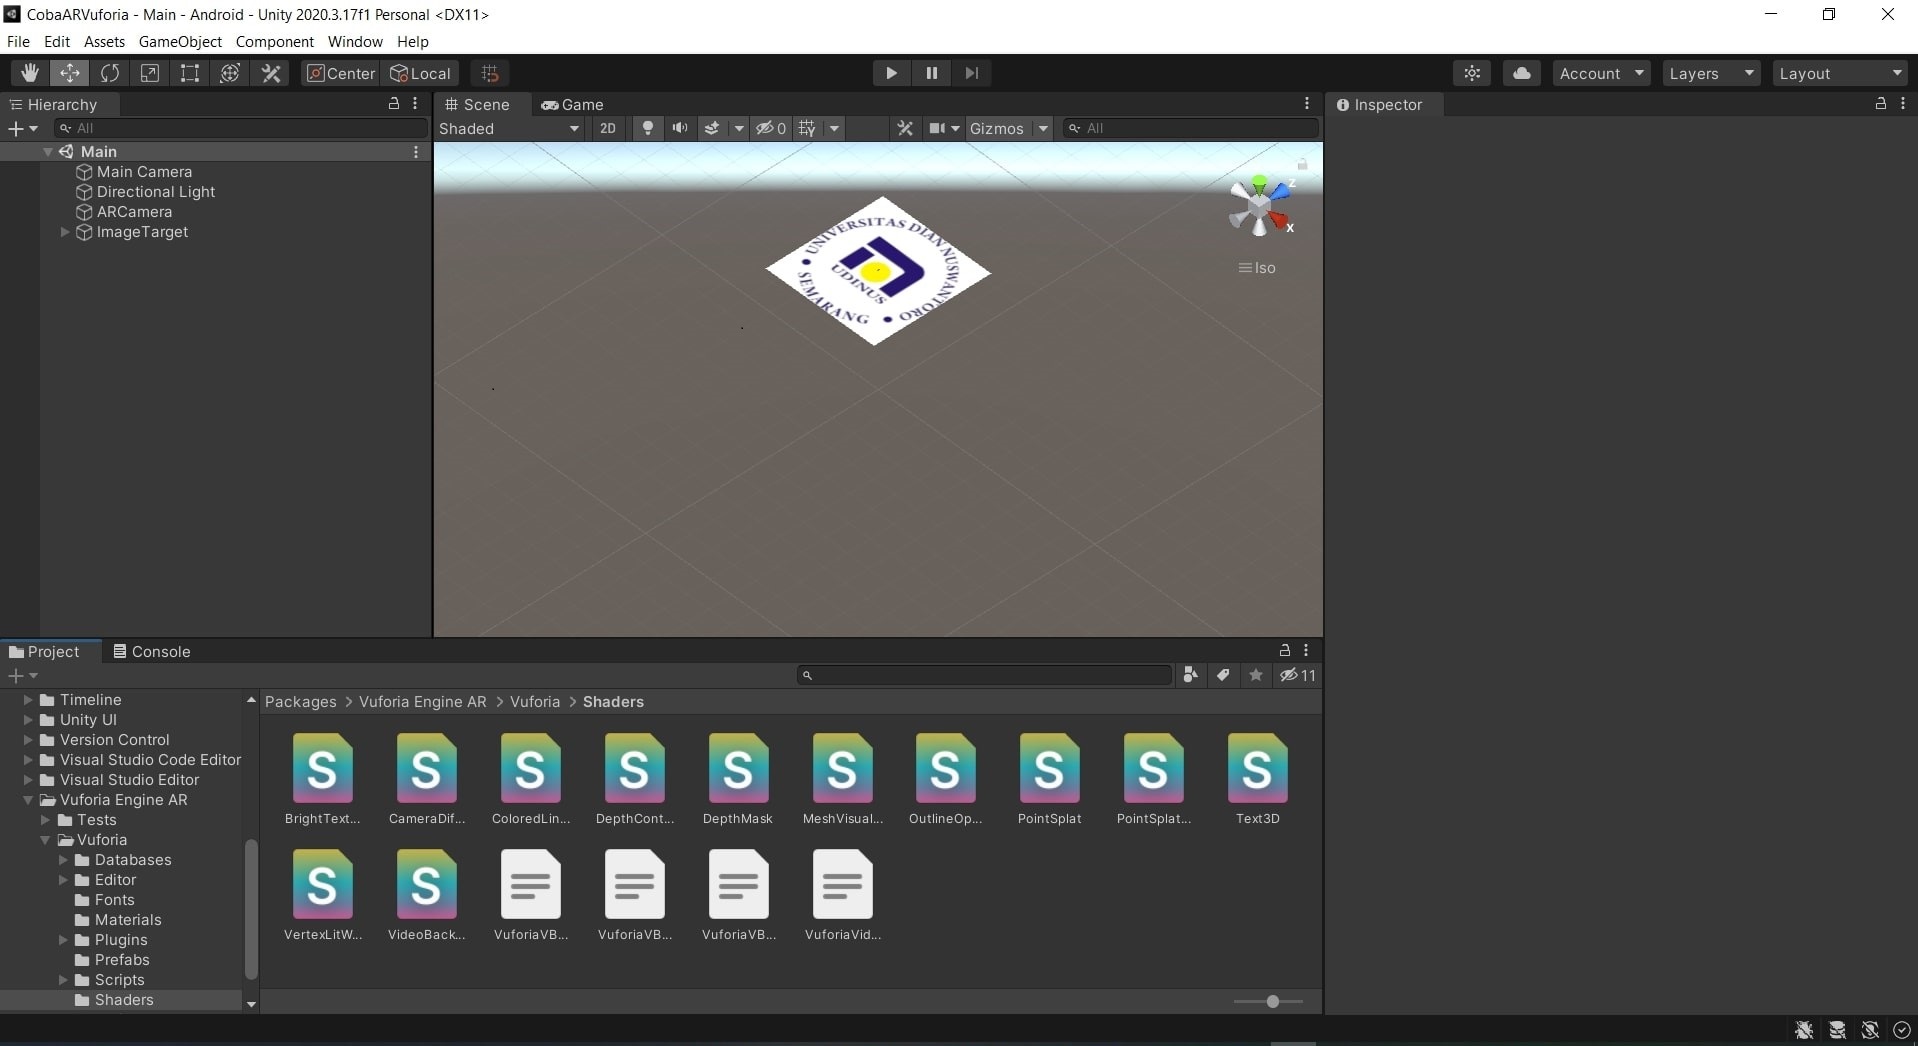 CobaARVuforia - Main - Android - Unity 2020.3.17f1 Personal <DX11>
File Edit Assets GameObject Component Window Help
Center Local Account Layers Layout
Hierarchy
All
Main
Main Camera
Directional Light
ARCamera
ImageTarget
Scene Game
Shaded 2D 0 Gizmos All
z
x
Iso
UNIVERSITAS DIAN NUSWANTORO
UDINUS
SEMARANG
Inspector
Project Console
11
Timeline
Unity UI
Version Control
Visual Studio Code Editor
Visual Studio Editor
Vuforia Engine AR
Tests
Vuforia
Databases
Editor
Fonts
Materials
Plugins
Prefabs
Scripts
Shaders
Packages > Vuforia Engine AR > Vuforia > Shaders
S S S S S S S S S S
BrightText... CameraDif... ColoredLin... DepthCont... DepthMask MeshVisual... OutlineOp... PointSplat PointSplat... Text3D
S S
VertexLitW... VideoBack... VuforiaVB... VuforiaVB... VuforiaVB... VuforiaVid...